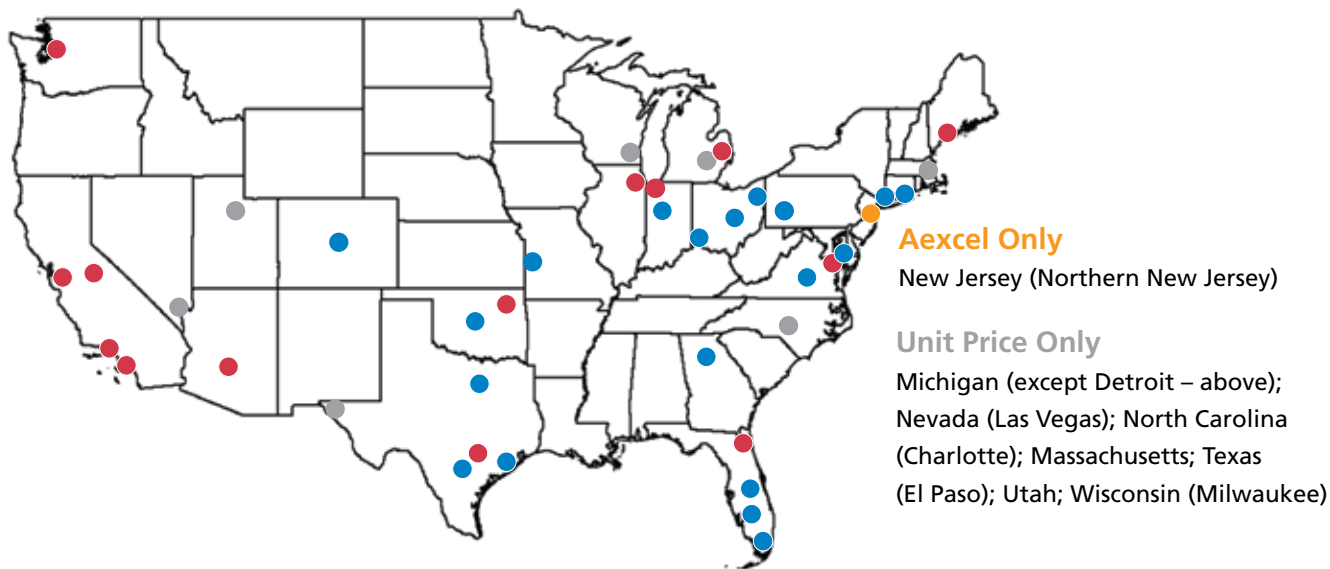 Aexcel Only
New Jersey (Northern New Jersey)
Unit Price Only
Michigan (except Detroit – above);
Nevada (Las Vegas); North Carolina
(Charlotte); Massachusetts; Texas
(El Paso); Utah; Wisconsin (Milwaukee)